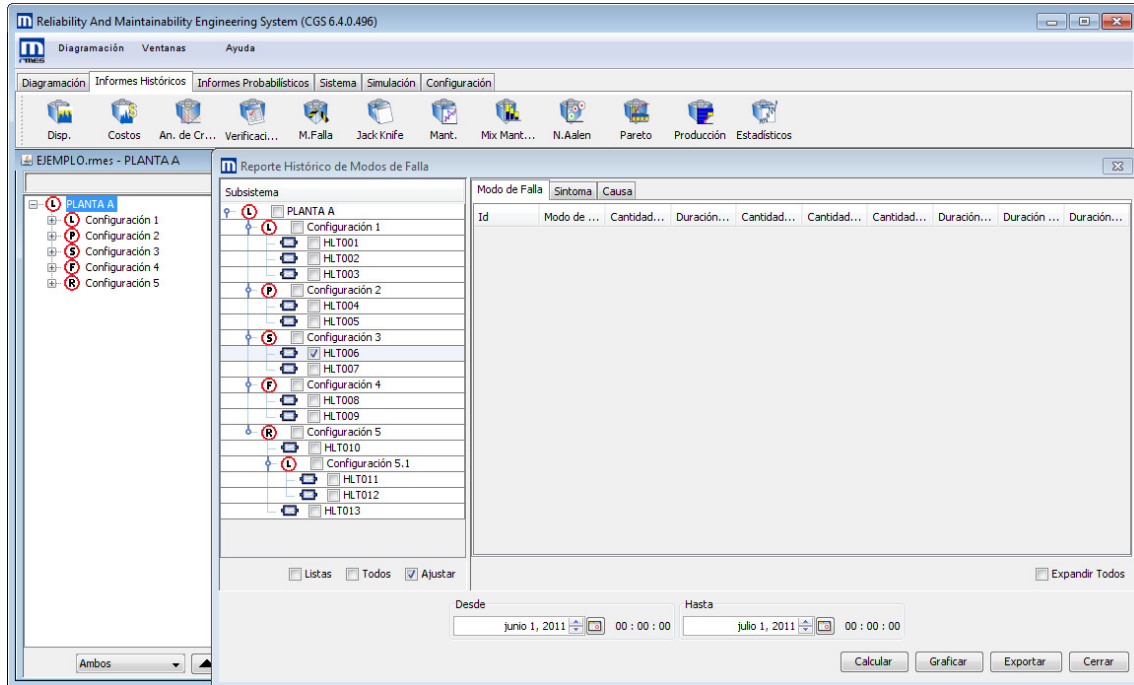 Reliability And Maintainability Engineering System (CGS 6.4.0.496)
rmes Diagramación Ventanas Ayuda
Diagramación Informes Históricos Informes Probabilísticos Sistema Simulación Configuración
Disp. Costos An. de Cr... Verificaci... M.Falla Jack Knife Mant. Mix Mant... N.Aalen Pareto Producción Estadísticos
EJEMPLO.rmes - PLANTA A
PLANTA A
Configuración 1
Configuración 2
Configuración 3
Configuración 4
Configuración 5
Ambos
Reporte Histórico de Modos de Falla
Subsistema
PLANTA A
Configuración 1
HLT001
HLT002
HLT003
Configuración 2
HLT004
HLT005
Configuración 3
HLT006
HLT007
Configuración 4
HLT008
HLT009
Configuración 5
HLT010
Configuración 5.1
HLT011
HLT012
HLT013
Listas Todos Ajustar
Modo de Falla Sintoma Causa
Id Modo de ... Cantidad... Duración... Cantidad... Cantidad... Cantidad... Duración... Duración ... Duración...
Expandir Todos
Desde Hasta
junio 1, 2011 00 : 00 : 00 julio 1, 2011 00 : 00 : 00
Calcular Graficar Exportar Cerrar